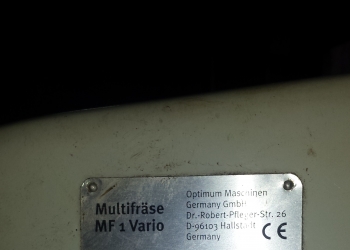 Multifräse
MF 1 Vario
Optimum Maschinen
Germany GmbH
Dr.-Robert-Pfleger-Str. 26
D-96103 Hallstadt
Germany
CE